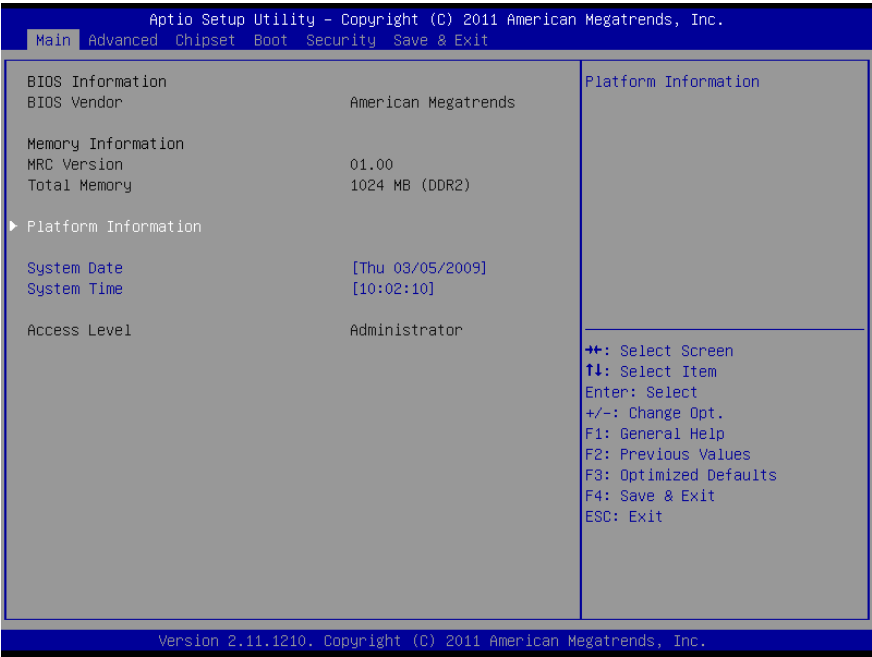 Aptio Setup Utility – Copyright (C) 2011 American Megatrends, Inc.
Main Advanced Chipset Boot Security Save & Exit
BIOS Information
BIOS Vendor American Megatrends
Memory Information
MRC Version 01.00
Total Memory 1024 MB (DDR2)
Platform Information
System Date [Thu 03/05/2009]
System Time [10:02:10]
Access Level Administrator
Platform Information
→←: Select Screen
↑↓: Select Item
Enter: Select
+/-: Change Opt.
F1: General Help
F2: Previous Values
F3: Optimized Defaults
F4: Save & Exit
ESC: Exit
Version 2.11.1210. Copyright (C) 2011 American Megatrends, Inc.